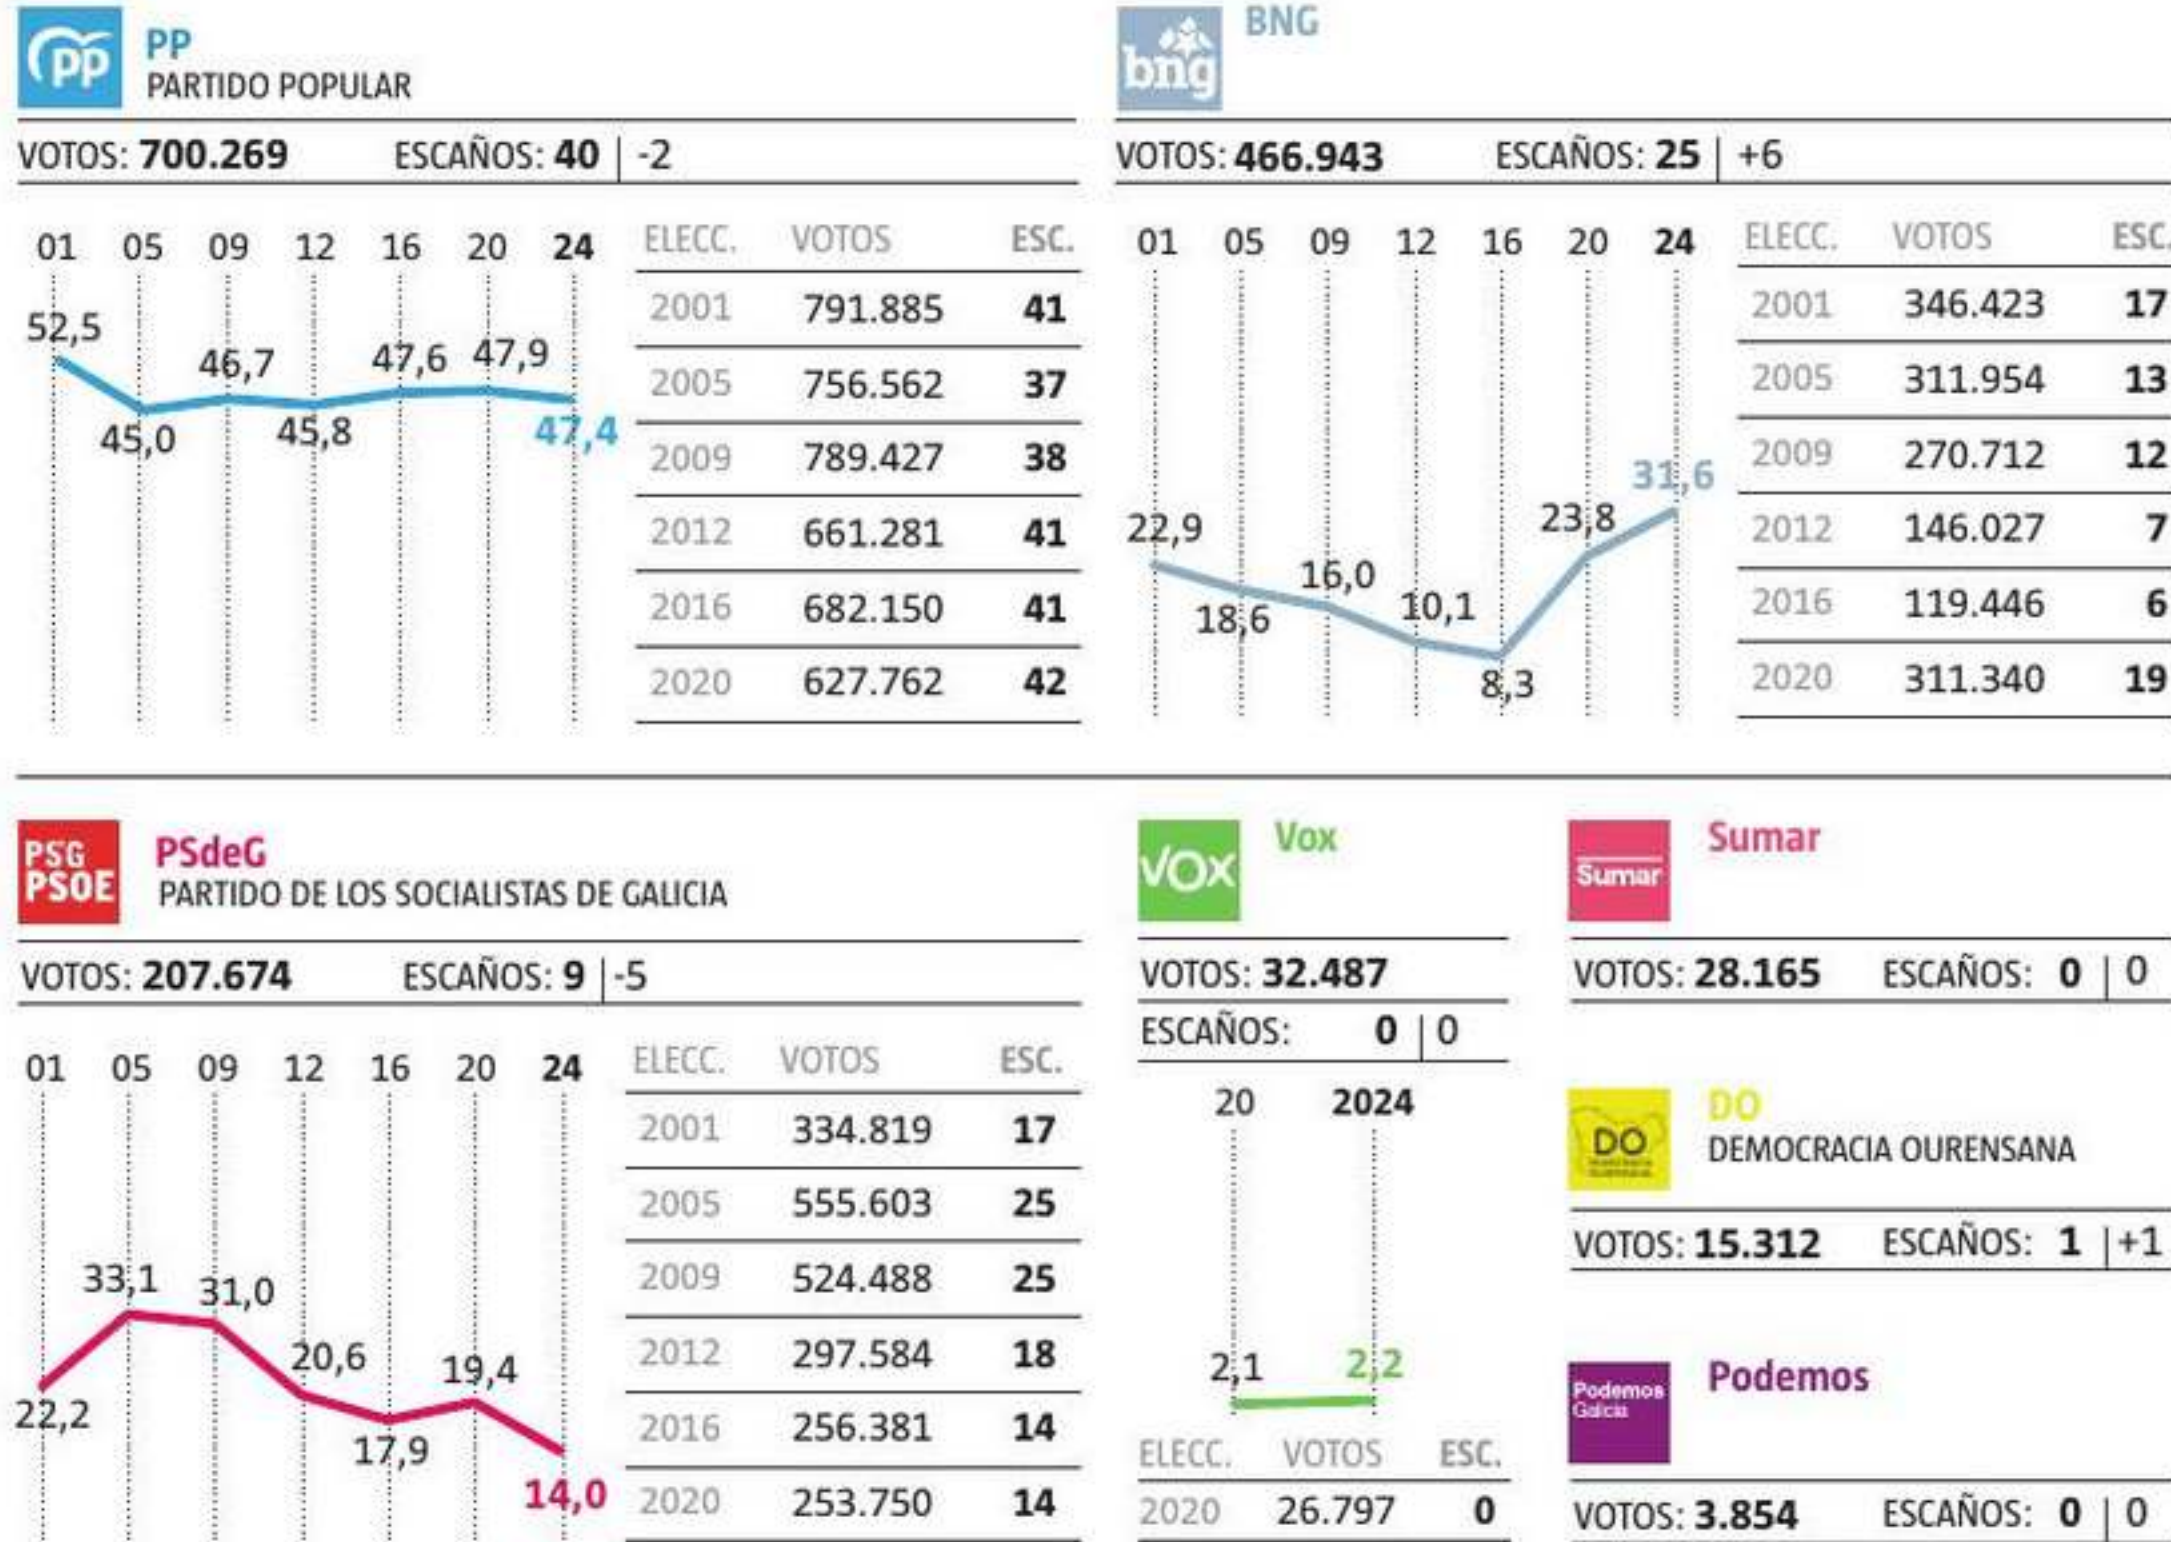 pp
PP
PARTIDO POPULAR
VOTOS: 700.269 ESCAÑOS: 40 | -2
01 05 09 12 16 20 24
52,5
45,0
46,7
45,8
47,6
47,9
47,4
ELECC. VOTOS ESC.
2001 791.885 41
2005 756.562 37
2009 789.427 38
2012 661.281 41
2016 682.150 41
2020 627.762 42
bng
BNG
VOTOS: 466.943 ESCAÑOS: 25 | +6
01 05 09 12 16 20 24
22,9
18,6
16,0
10,1
8,3
23,8
31,6
ELECC. VOTOS ESC.
2001 346.423 17
2005 311.954 13
2009 270.712 12
2012 146.027 7
2016 119.446 6
2020 311.340 19
PSG
PSOE
PSdeG
PARTIDO DE LOS SOCIALISTAS DE GALICIA
VOTOS: 207.674 ESCAÑOS: 9 | -5
01 05 09 12 16 20 24
22,2
33,1
31,0
20,6
17,9
19,4
14,0
ELECC. VOTOS ESC.
2001 334.819 17
2005 555.603 25
2009 524.488 25
2012 297.584 18
2016 256.381 14
2020 253.750 14
VOX
Vox
VOTOS: 32.487
ESCAÑOS: 0 | 0
20 2024
2,1 2,2
ELECC. VOTOS ESC.
2020 26.797 0
Sumar
Sumar
VOTOS: 28.165 ESCAÑOS: 0 | 0
DO
DO
DEMOCRACIA OURENSANA
VOTOS: 15.312 ESCAÑOS: 1 | +1
Podemos
Galicia
Podemos
VOTOS: 3.854 ESCAÑOS: 0 | 0